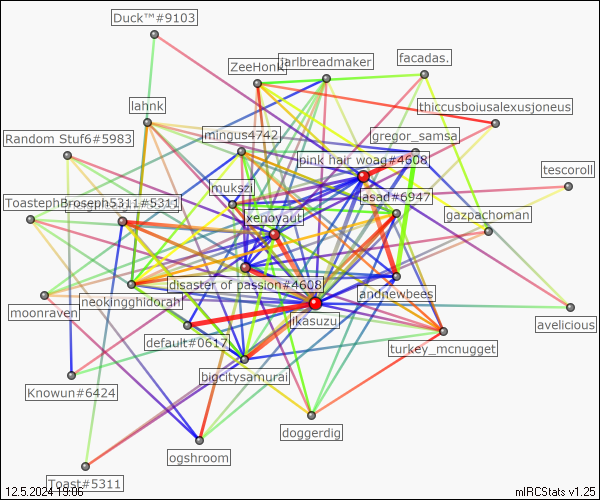 Duck™#9103
facadas.
jarlbreadmaker
ZeeHonk
thiccusboiusalexusjoneus
lahnk
mingus4742
gregor_samsa
Random Stuf6#5983
pink hair woag#4608
tescoroll
mukszi
jasad#6947
ToastephBroseph5311#5311
xenoyaut
gazpachoman
disaster of passion#4608
andnewbees
neokingghidorah
moonraven
jkasuzu
avelicious
default#0617
turkey_mcnugget
bigcitysamurai
Knowun#6424
doggerdig
ogshroom
Toast#5311
12.5.2024 19:06
mIRCStats v1.25